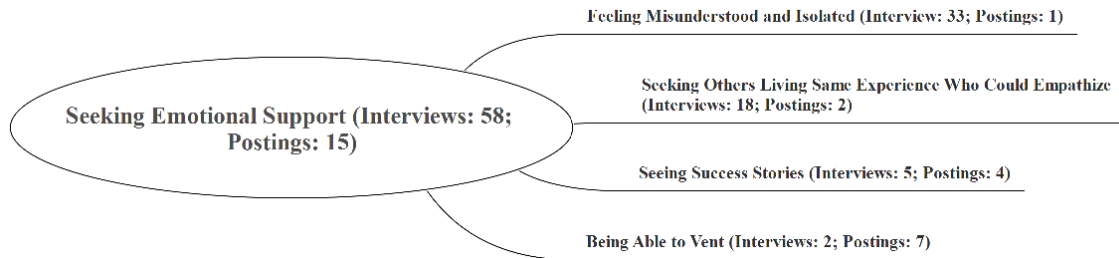 Feeling Misunderstood and Isolated (Interview: 33; Postings: 1)
Seeking Emotional Support (Interviews: 58;
Postings: 15)
Seeking Others Living Same Experience Who Could Empathize
(Interviews: 18; Postings: 2)
Seeing Success Stories (Interviews: 5; Postings: 4)
Being Able to Vent (Interviews: 2; Postings: 7)